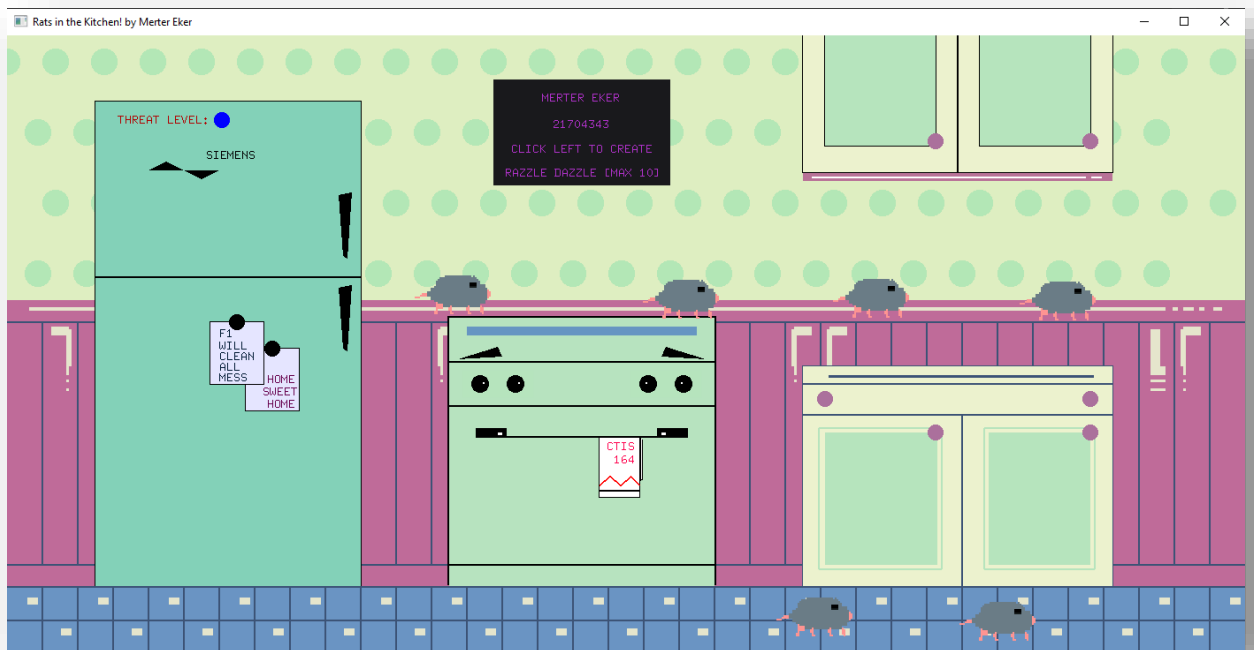 Rats in the Kitchen! by Merter Eker
MERTER EKER
21704343
CLICK LEFT TO CREATE
RAZZLE DAZZLE [MAX 10]
THREAT LEVEL:
SIEMENS
F1
WILL
CLEAN
ALL
MESS
HOME
SWEET
HOME
CTIS
164